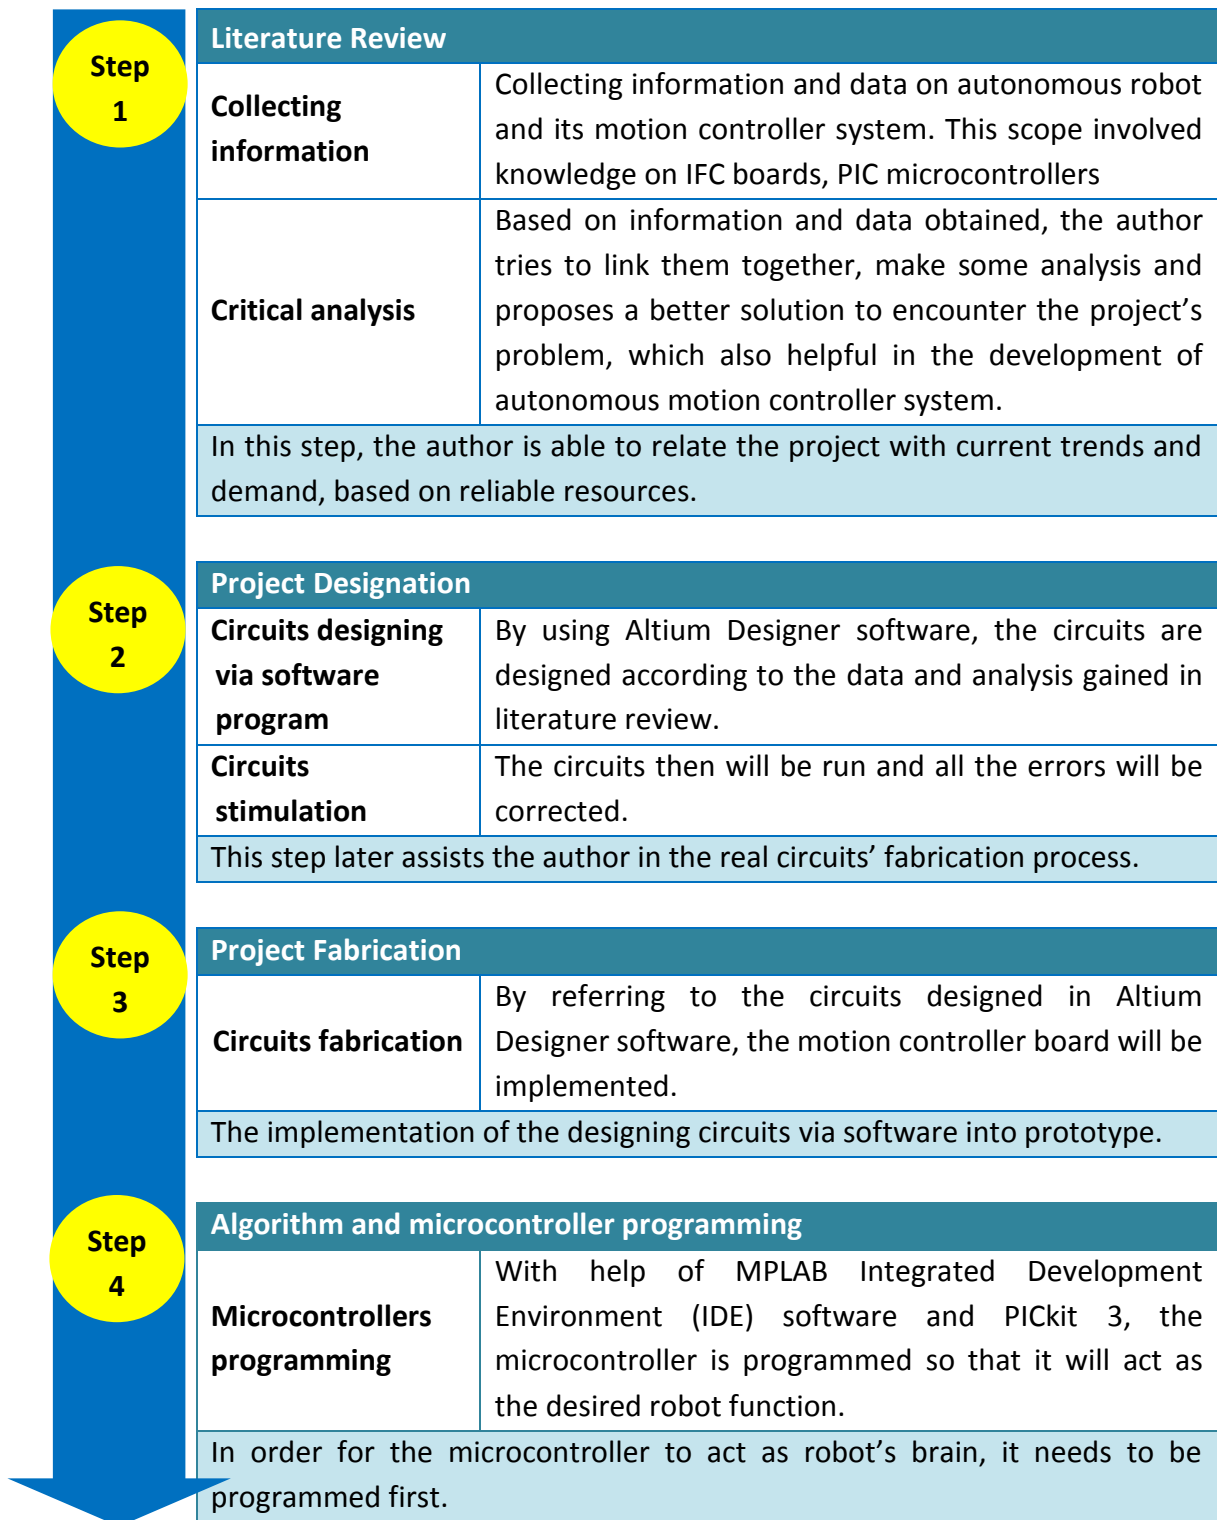 Step
1
Literature Review
Collecting
information
Collecting information and data on autonomous robot
and its motion controller system. This scope involved
knowledge on IFC boards, PIC microcontrollers
Critical analysis
Based on information and data obtained, the author
tries to link them together, make some analysis and
proposes a better solution to encounter the project’s
problem, which also helpful in the development of
autonomous motion controller system.
In this step, the author is able to relate the project with current trends and
demand, based on reliable resources.
Step
2
Project Designation
Circuits designing
via software
program
By using Altium Designer software, the circuits are
designed according to the data and analysis gained in
literature review.
Circuits
stimulation
The circuits then will be run and all the errors will be
corrected.
This step later assists the author in the real circuits’ fabrication process.
Step
3
Project Fabrication
Circuits fabrication
By referring to the circuits designed in Altium
Designer software, the motion controller board will be
implemented.
The implementation of the designing circuits via software into prototype.
Step
4
Algorithm and microcontroller programming
Microcontrollers
programming
With help of MPLAB Integrated Development
Environment (IDE) software and PICkit 3, the
microcontroller is programmed so that it will act as
the desired robot function.
In order for the microcontroller to act as robot’s brain, it needs to be
programmed first.